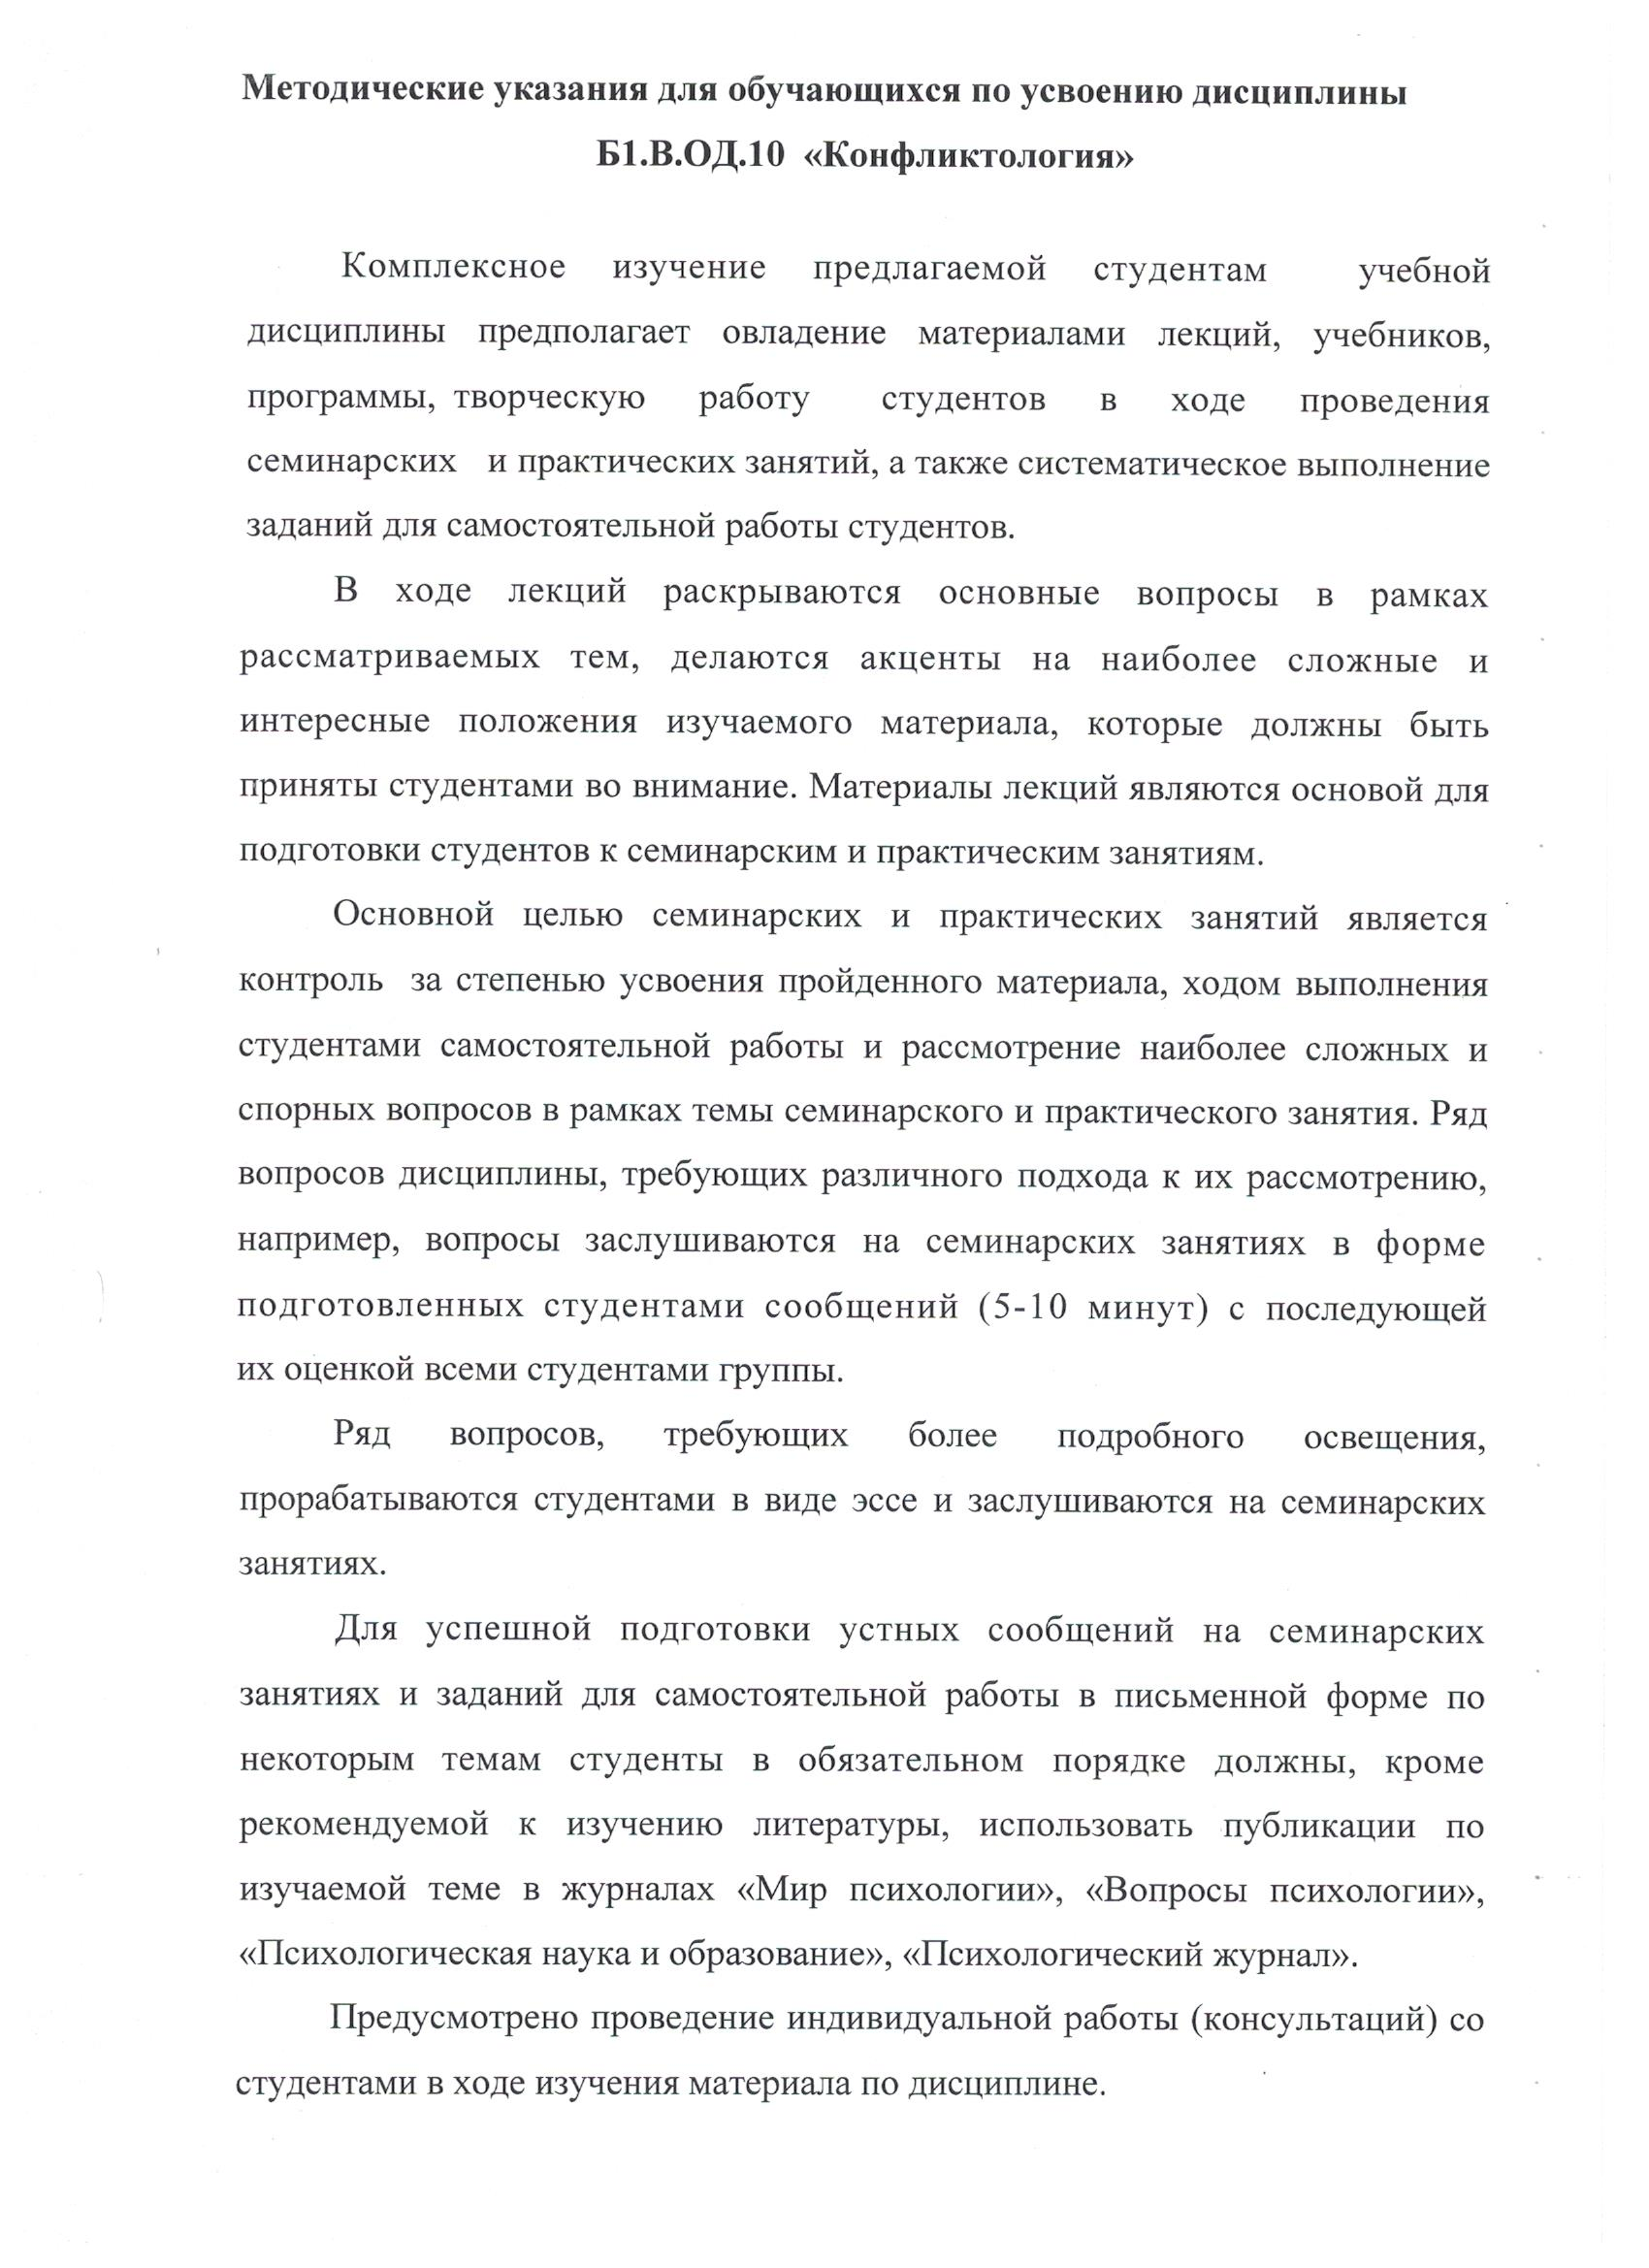 Методические указания для обучающихся по усвоению дисциплины
Б1.В.ОД.10 «Конфликтология»
Комплексное изучение предлагаемой студентам учебной
дисциплины предполагает овладение материалами лекций, учебников,
программы, творческую работу студентов в ходе проведения
семинарских и практических занятий, а также систематическое выполнение
заданий для самостоятельной работы студентов.
В ходе лекций раскрываются основные вопросы в рамках
рассматриваемых тем, делаются акценты на наиболее сложные и
интересные положения изучаемого материала, которые должны быть
приняты студентами во внимание. Материалы лекций являются основой для
подготовки студентов к семинарским и практическим занятиям.
Основной целью семинарских и практических занятий является
контроль за степенью усвоения пройденного материала, ходом выполнения
студентами самостоятельной работы и рассмотрение наиболее сложных и
спорных вопросов в рамках темы семинарского и практического занятия. Ряд
вопросов дисциплины, требующих различного подхода к их рассмотрению,
например, вопросы заслушиваются на семинарских занятиях в форме
подготовленных студентами сообщений (5-10 минут) с последующей
их оценкой всеми студентами группы.
Ряд вопросов, требующих более подробного освещения,
прорабатываются студентами в виде эссе и заслушиваются на семинарских
занятиях.
Для успешной подготовки устных сообщений на семинарских
занятиях и заданий для самостоятельной работы в письменной форме по
некоторым темам студенты в обязательном порядке должны, кроме
рекомендуемой к изучению литературы, использовать публикации по
изучаемой теме в журналах «Мир психологии», «Вопросы психологии»,
«Психологическая наука и образование», «Психологический журнал».
Предусмотрено проведение индивидуальной работы (консультаций) со
студентами в ходе изучения материала по дисциплине.